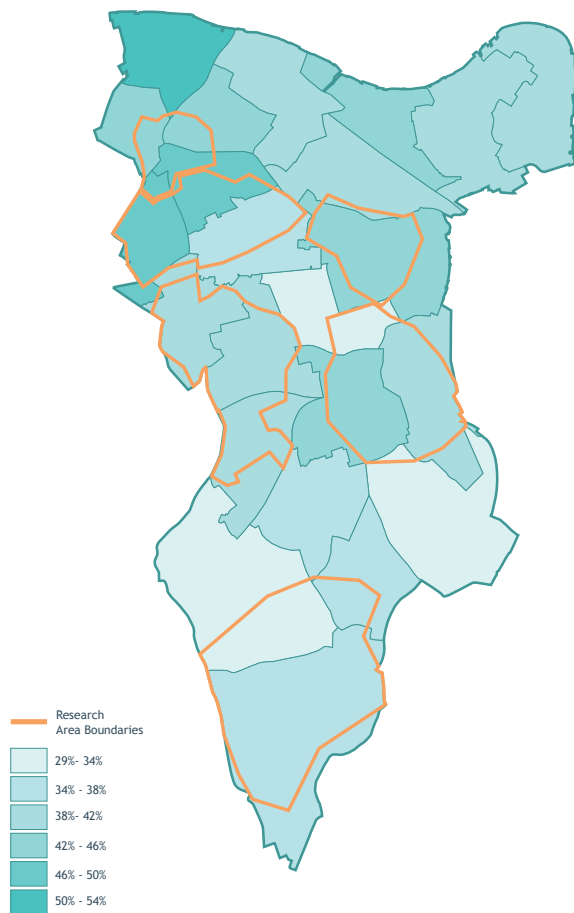 Research
Area Boundaries
29%- 34%
34% - 38%
38%- 42%
42% - 46%
46% - 50%
50% - 54%